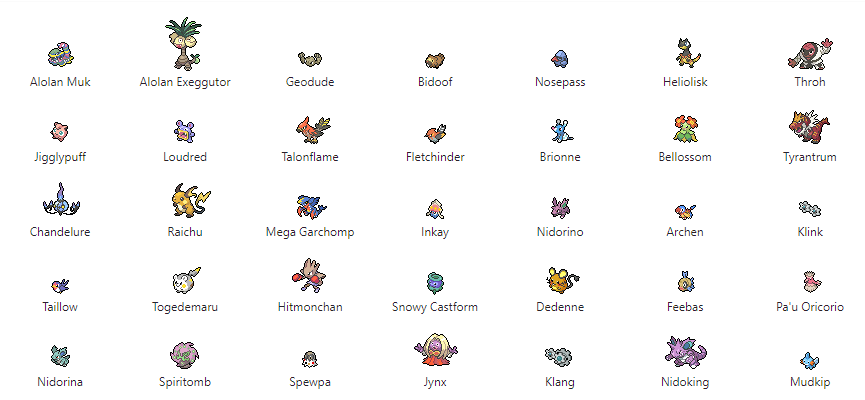 Alolan Muk Alolan Exeggutor Geodude Bidoof Nosepass Heliolisk Throh
Jigglypuff Loudred Talonflame Fletchinder Brionne Bellossom Tyrantrum
Chandelure Raichu Mega Garchomp Inkay Nidorino Archen Klink
Taillow Togedemaru Hitmonchan Snowy Castform Dedenne Feebas Pa'u Oricorio
Nidorina Spiritomb Spewpa Jynx Klang Nidoking Mudkip